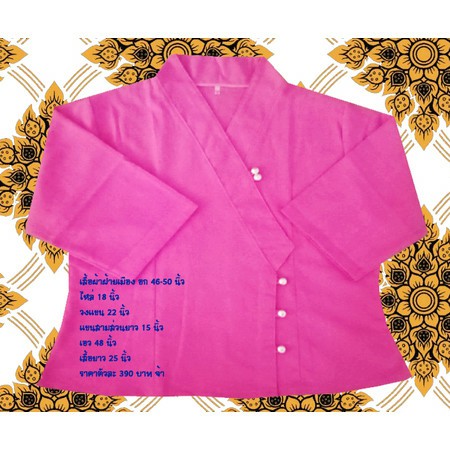 เสื้อผ้าฝ้ายเมือง อก 46-50 นิ้ว
ไหล่ 18 นิ้ว
วงแขน 22 นิ้ว
แขนสามส่วนยาว 15 นิ้ว
เอว 48 นิ้ว
เสื้อยาว 25 นิ้ว
ราคาตัวละ 390 บาท จ้า